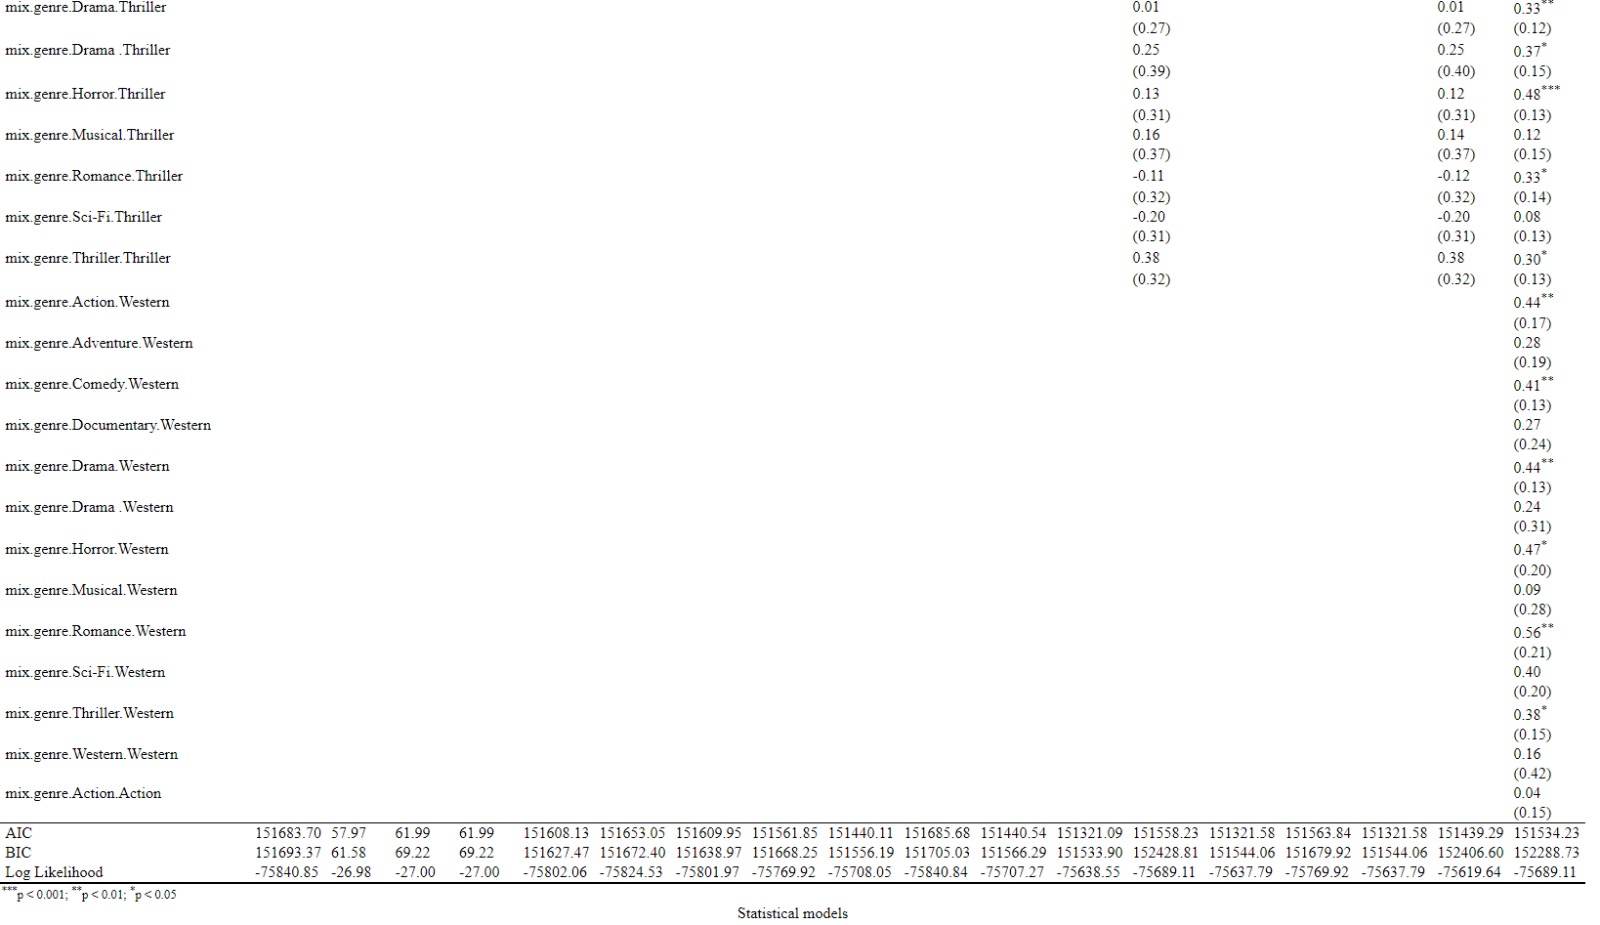 mix.genre.Drama.Thriller 0.01 0.01 0.33**
(0.27) (0.27) (0.12)
mix.genre.Drama .Thriller 0.25 0.25 0.37*
(0.39) (0.40) (0.15)
mix.genre.Horror.Thriller 0.13 0.12 0.48***
(0.31) (0.31) (0.13)
mix.genre.Musical.Thriller 0.16 0.14 0.12
(0.37) (0.37) (0.15)
mix.genre.Romance.Thriller -0.11 -0.12 0.33*
(0.32) (0.32) (0.14)
mix.genre.Sci-Fi.Thriller -0.20 -0.20 0.08
(0.31) (0.31) (0.13)
mix.genre.Thriller.Thriller 0.38 0.38 0.30*
(0.32) (0.32) (0.13)
mix.genre.Action.Western 0.44**
(0.17)
mix.genre.Adventure.Western 0.28
(0.19)
mix.genre.Comedy.Western 0.41**
(0.13)
mix.genre.Documentary.Western 0.27
(0.24)
mix.genre.Drama.Western 0.44**
(0.13)
mix.genre.Drama .Western 0.24
(0.31)
mix.genre.Horror.Western 0.47*
(0.20)
mix.genre.Musical.Western 0.09
(0.28)
mix.genre.Romance.Western 0.56**
(0.21)
mix.genre.Sci-Fi.Western 0.40
(0.20)
mix.genre.Thriller.Western 0.38*
(0.15)
mix.genre.Western.Western 0.16
(0.42)
mix.genre.Action.Action 0.04
(0.15)
AIC 151683.70 57.97 61.99 61.99 151608.13 151653.05 151609.95 151561.85 151440.11 151685.68 151440.54 151321.09 151558.23 151321.58 151563.84 151321.58 151439.29 151534.23
BIC 151693.37 61.58 69.22 69.22 151627.47 151672.40 151638.97 151668.25 151556.19 151705.03 151566.29 151533.90 152428.81 151544.06 151679.92 151544.06 152406.60 152288.73
Log Likelihood -75840.85 -26.98 -27.00 -27.00 -75802.06 -75824.53 -75801.97 -75769.92 -75708.05 -75840.84 -75707.27 -75638.55 -75689.11 -75637.79 -75769.92 -75637.79 -75619.64 -75689.11
***p < 0.001; **p < 0.01; *p < 0.05
Statistical models